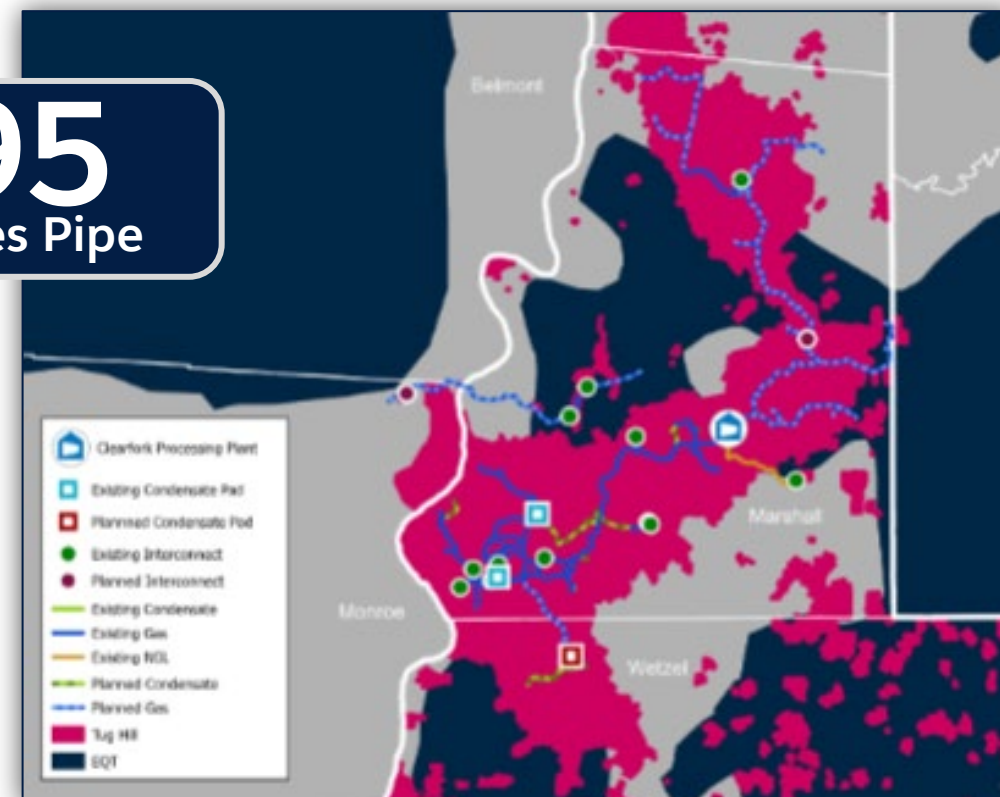 95
es Pipe
Belmont
Marshall
Monroe
Wetzel
Clearfork Processing Plant
Existing Condensate Pad
Planned Condensate Pad
Existing Interconnect
Planned Interconnect
Existing Condensate
Existing Gas
Existing NGL
Planned Condensate
Planned Gas
Tug Hill
EQT